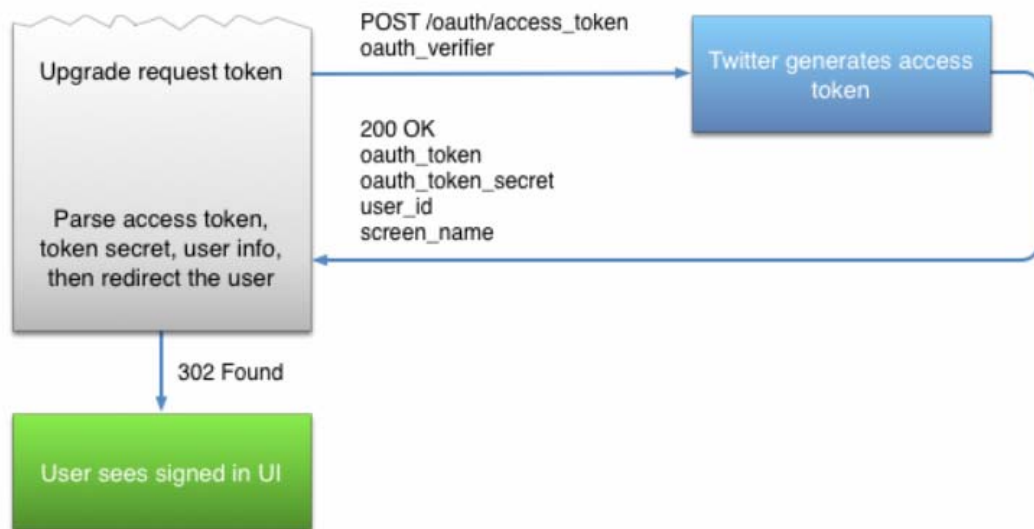 POST /oauth/access_token
oauth_verifier
Upgrade request token
Twitter generates access
token
200 OK
oauth_token
oauth_token_secret
user_id
screen_name
Parse access token,
token secret, user info,
then redirect the user
302 Found
User sees signed in UI